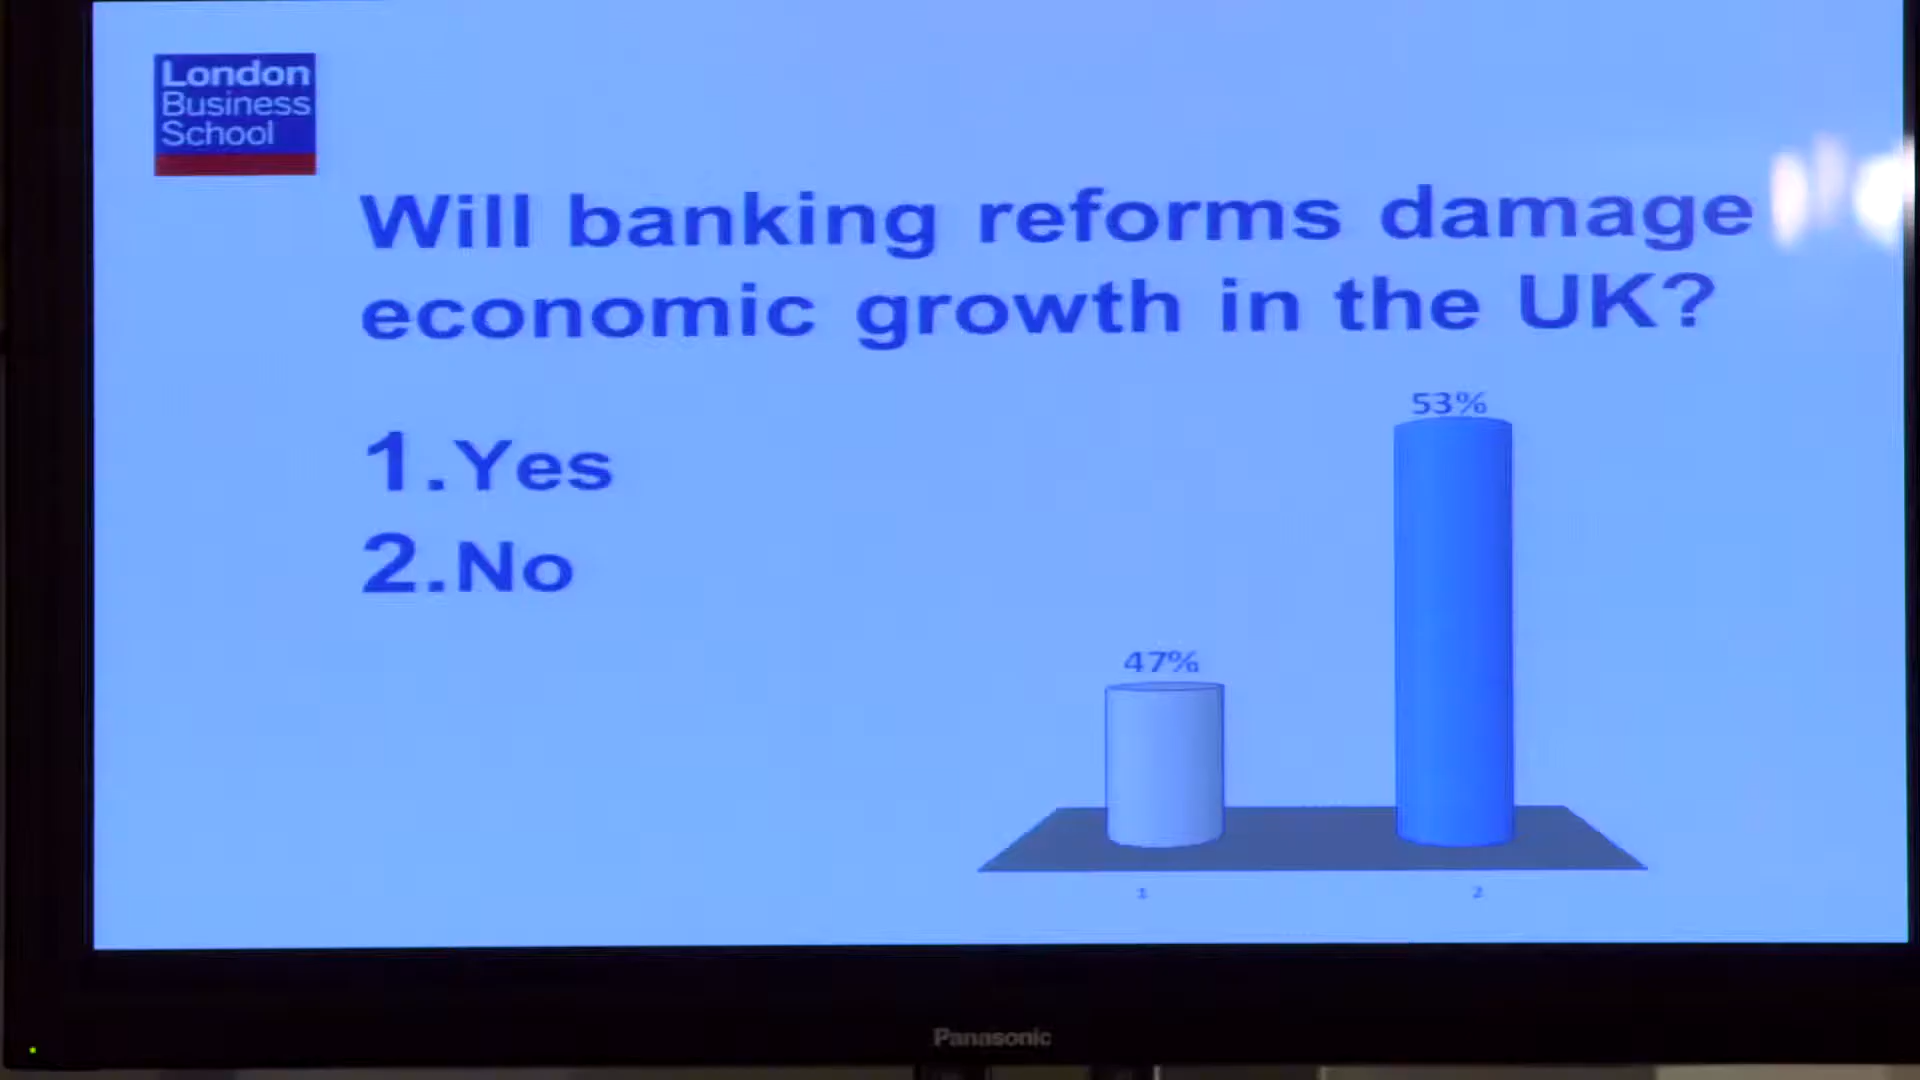 London
Business
School
Will banking reforms damage
economic growth in the UK?
1.Yes
2.No
53%
47%
1
2
Panasonic